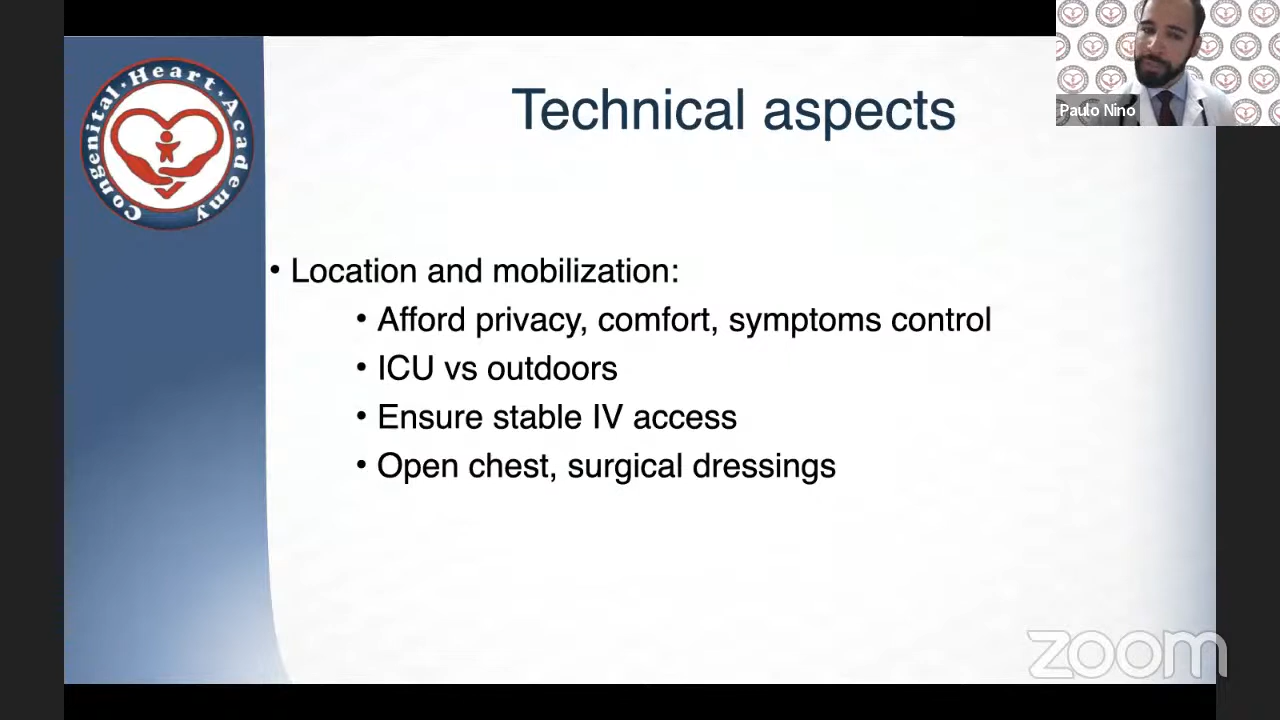 Congenital · Heart · Academy
Technical aspects
Paulo Nino
• Location and mobilization:
• Afford privacy, comfort, symptoms control
• ICU vs outdoors
• Ensure stable IV access
• Open chest, surgical dressings
zoom